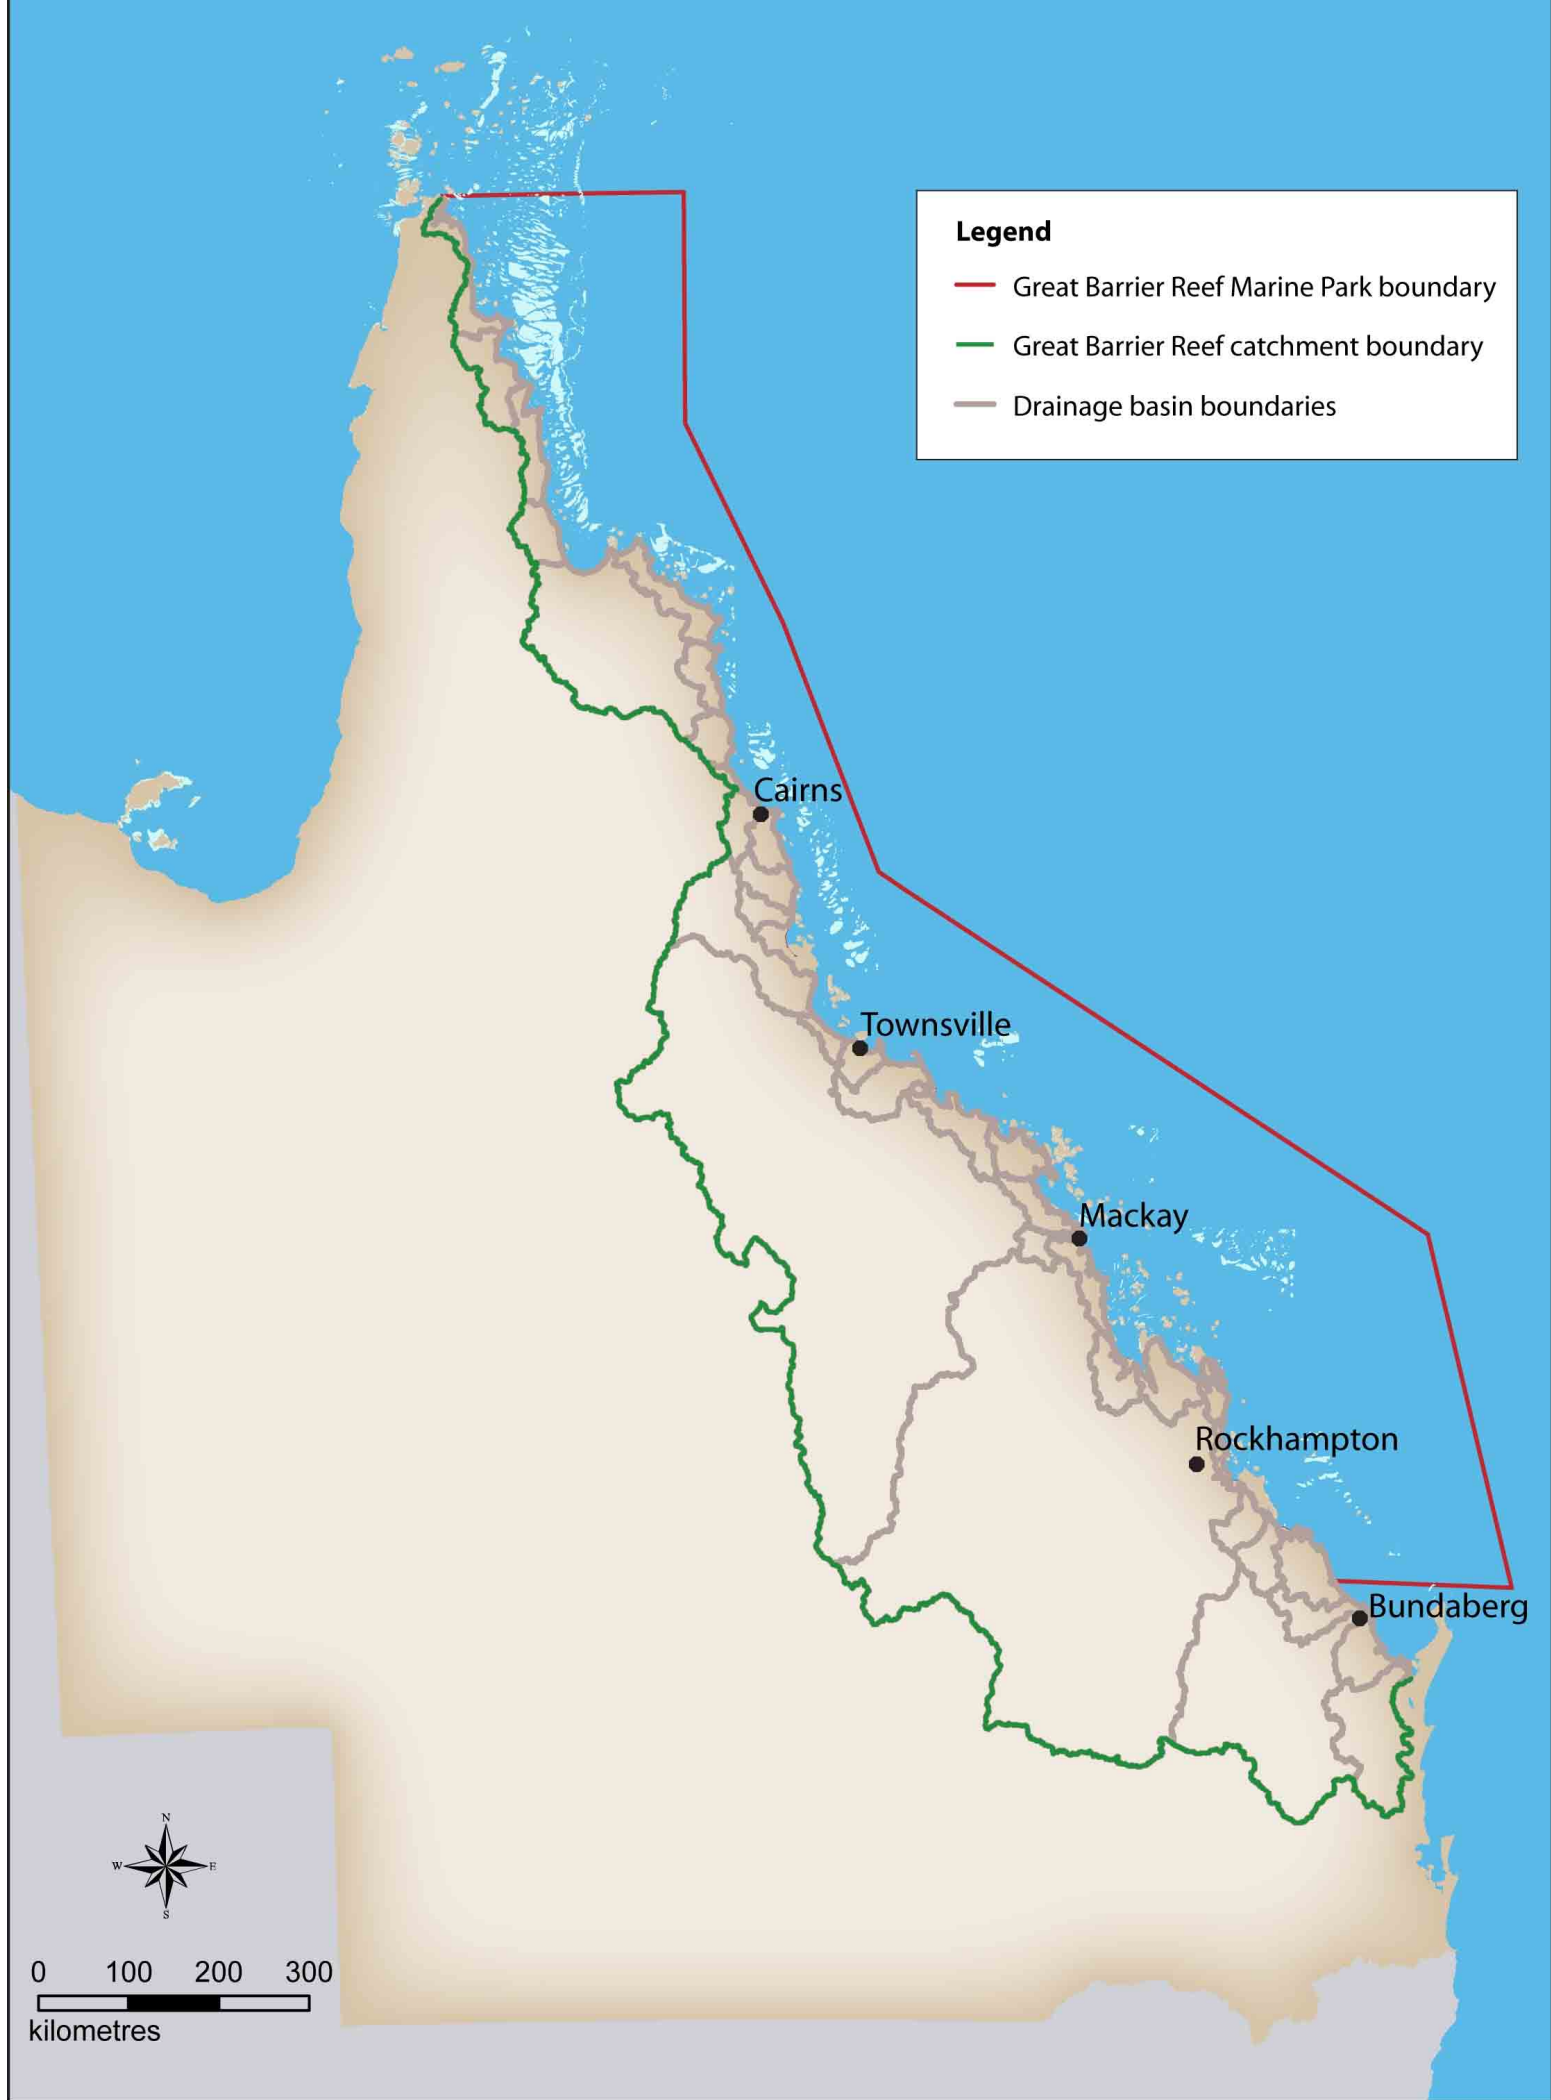 Legend
Great Barrier Reef Marine Park boundary
Great Barrier Reef catchment boundary
Drainage basin boundaries
Cairns
Townsville
Mackay
Rockhampton
Bundaberg
N
W E
S
0 100 200 300
kilometres